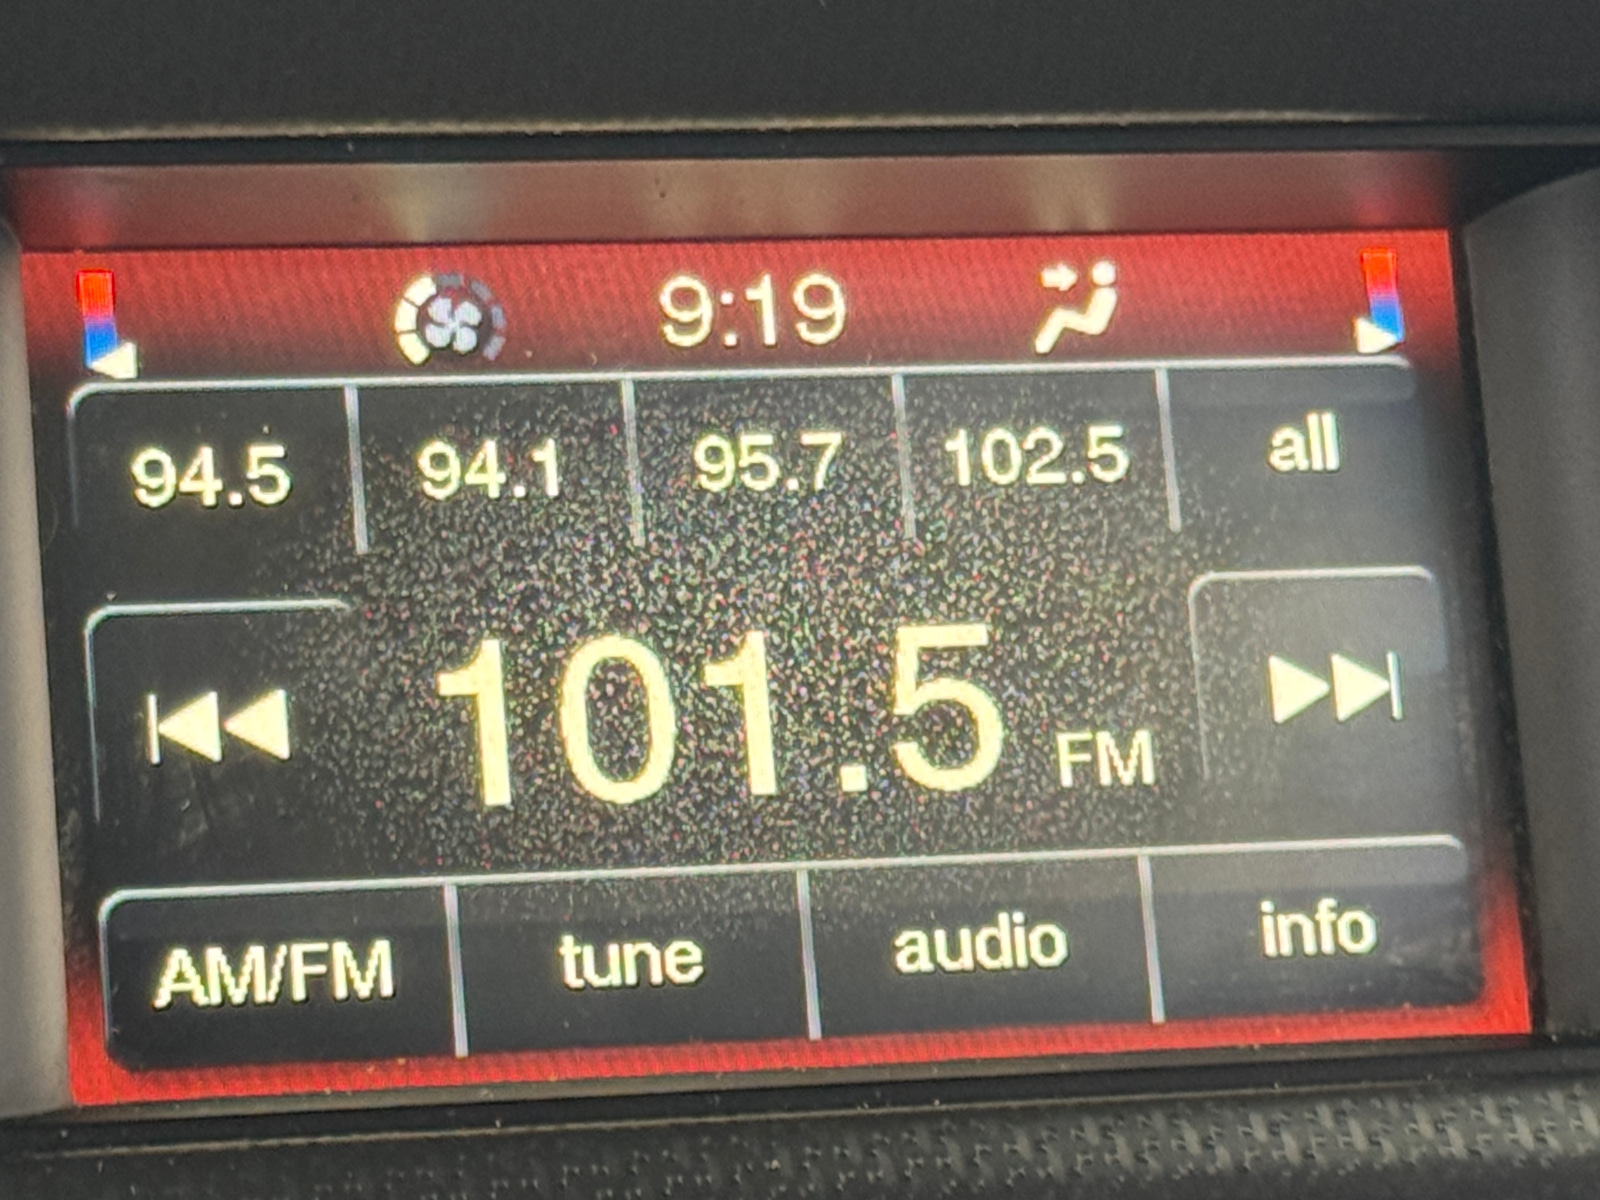 9:19
94.5 94.1 95.7 102.5 all
101.5 FM
AM/FM tune audio info